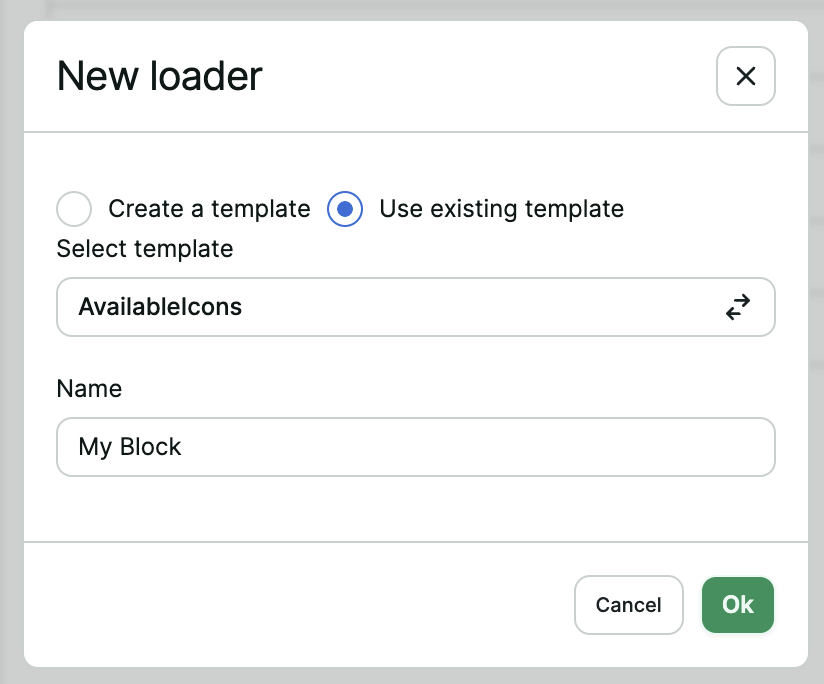 New loader
Create a template Use existing template
Select template
AvailableIcons
Name
My Block
Cancel Ok